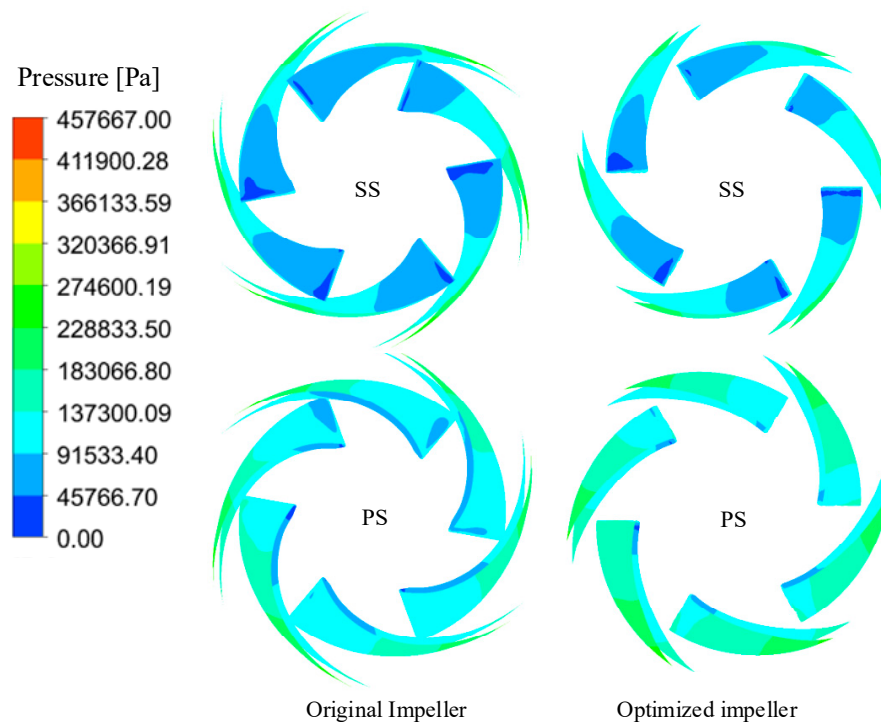 Pressure [Pa]
457667.00
411900.28
366133.59
320366.91
274600.19
228833.50
183066.80
137300.09
91533.40
45766.70
0.00
SS
SS
PS
PS
Original Impeller
Optimized impeller